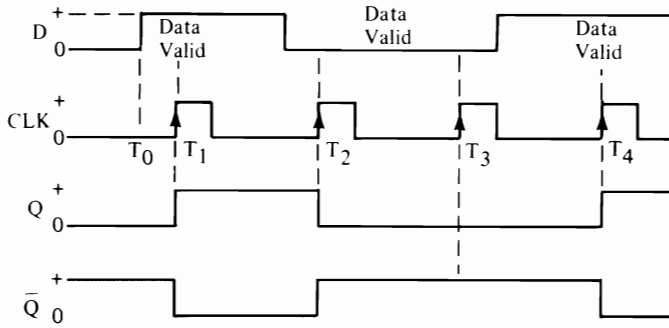 +
D
0
Data
Valid
Data
Valid
Data
Valid
+
CLK
0
T0 T1 T2 T3 T4
+
Q
0
+
Q̅
0